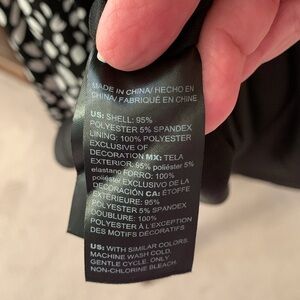 MADE IN CHINA/ HECHO EN
CHINA/ FABRIQUÉ EN CHINE
US: SHELL: 95%
POLYESTER 5% SPANDEX
LINING: 100% POLYESTER
EXCLUSIVE OF
DECORATION MX: TELA
EXTERIOR: 95% POLIÉSTER 5%
elastano FORRO: 100%
poliéster EXCLUSIVO DE LA
DECORACIÓN CA: ÉTOFFE
EXTÉRIEURE: 95%
POLYESTER 5% SPANDEX
DOUBLURE: 100%
POLYESTER À L'EXCEPTION
DES MOTIFS DÉCORATIFS
US: WITH SIMILAR COLORS.
MACHINE WASH COLD,
GENTLE CYCLE. ONLY
NON-CHLORINE BLEACH.